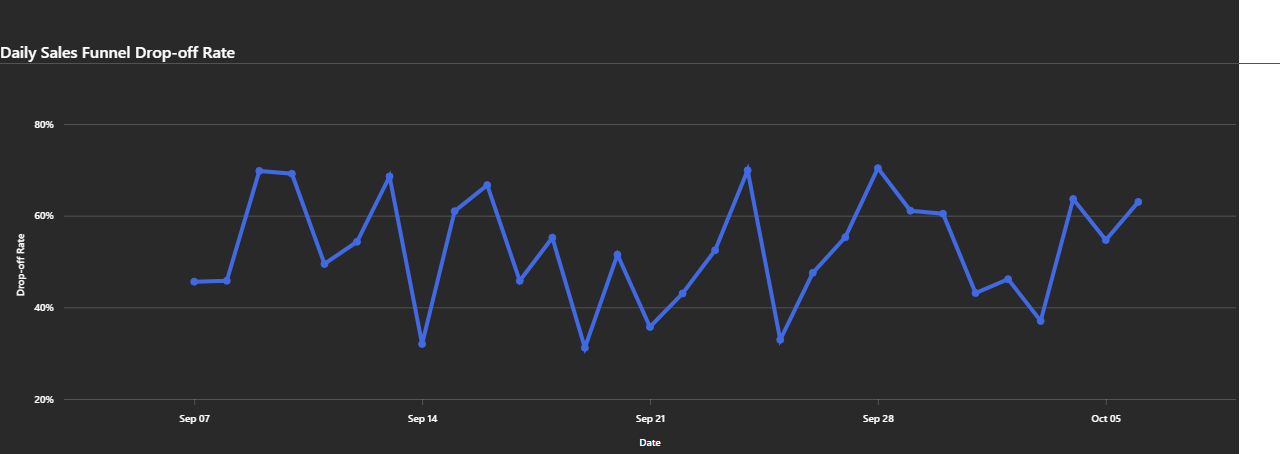 Daily Sales Funnel Drop-off Rate
80%
60%
40%
20%
Drop-off Rate
Sep 07
Sep 14
Sep 21
Sep 28
Oct 05
Date